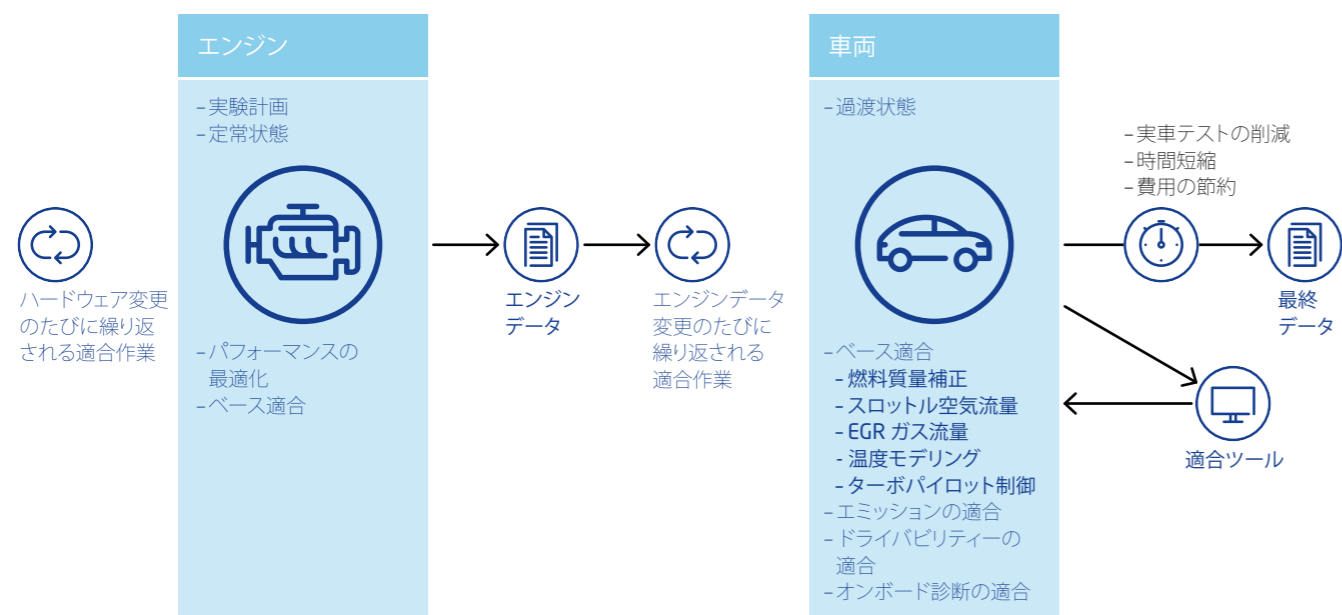 エンジン
– 実験計画
– 定常状態
ハードウェア変更
のたびに繰り返
される適合作業
– パフォーマンスの
最適化
– ベース適合
エンジン
データ
エンジンデータ
変更のたびに
繰り返される
適合作業
車両
– 過渡状態
– ベース適合
– 燃料質量補正
– スロットル空気流量
– EGR ガス流量
- 温度モデリング
– ターボパイロット制御
– エミッションの適合
– ドライバビリティーの
適合
– オンボード診断の適合
– 実車テストの削減
– 時間短縮
– 費用の節約
最終
データ
適合ツール